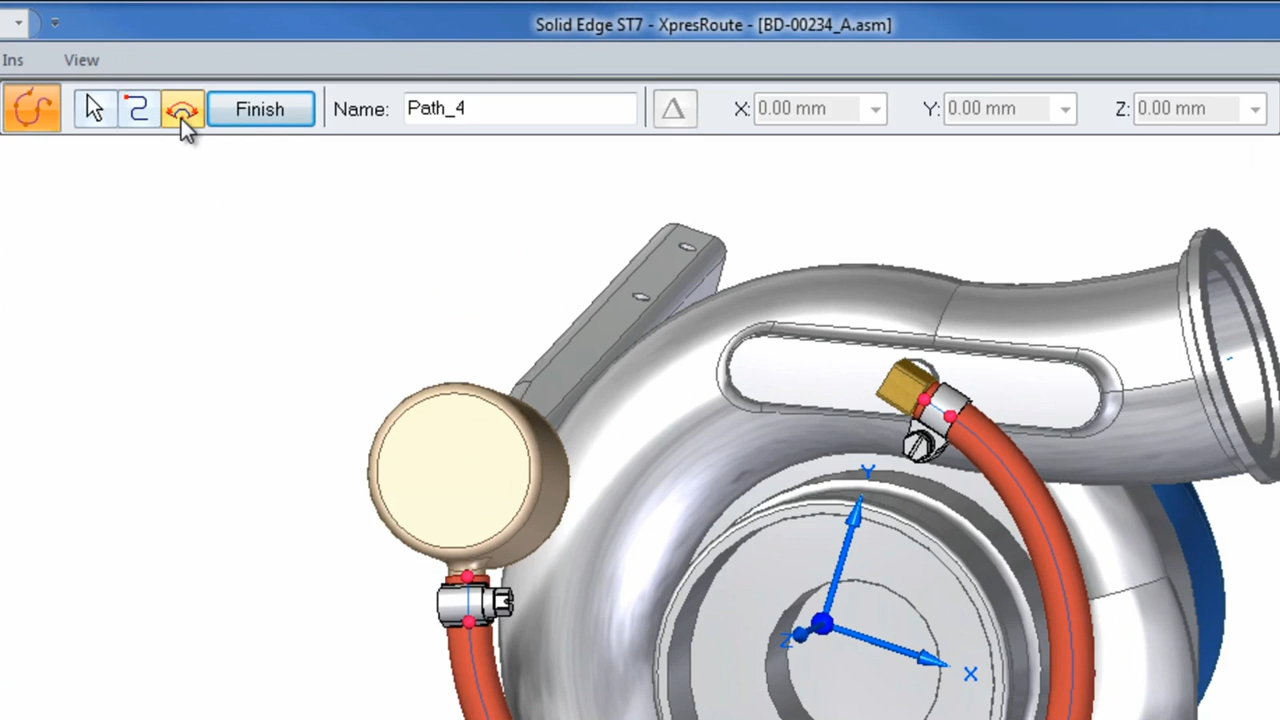 Solid Edge ST7 - XpresRoute - [BD-00234_A.asm]
Ins View
Finish Name: Path_4 X: 0.00 mm Y: 0.00 mm Z: 0.00 mm
Y
Z
X